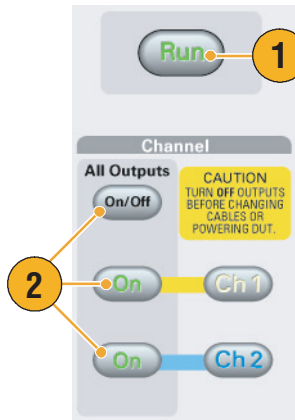 Run
1
Channel
All Outputs
On/Off
CAUTION
TURN OFF OUTPUTS
BEFORE CHANGING
CABLES OR
POWERING DUT.
2
On
Ch 1
On
Ch 2